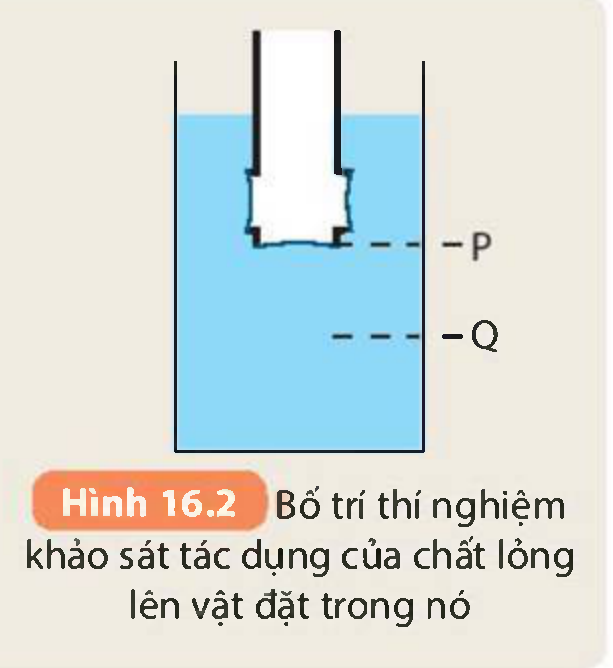 P
Q
Hình 16.2 Bố trí thí nghiệm
khảo sát tác dụng của chất lỏng
lên vật đặt trong nó